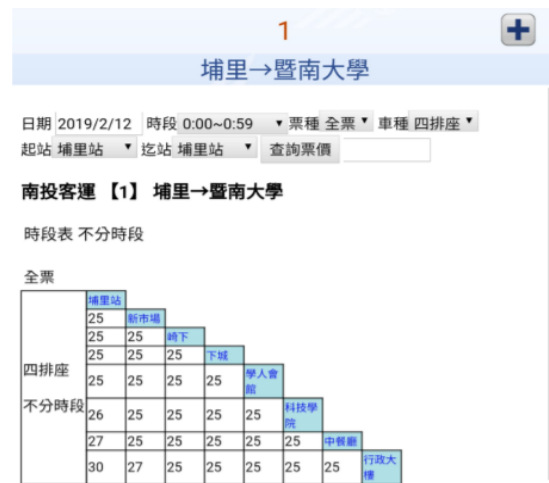 1
埔里→暨南大學
日期 2019/2/12 時段 0:00~0:59 票種 全票 車種 四排座
起站 埔里站 迄站 埔里站 查詢票價
南投客運 【1】 埔里→暨南大學
時段表 不分時段
全票
四排座
不分時段
埔里站
25 新市場
25 25 崎下
25 25 25 下城
25 25 25 25 學人會館
26 25 25 25 25 科技學院
27 25 25 25 25 25 中餐廳
30 27 25 25 25 25 25 行政大樓